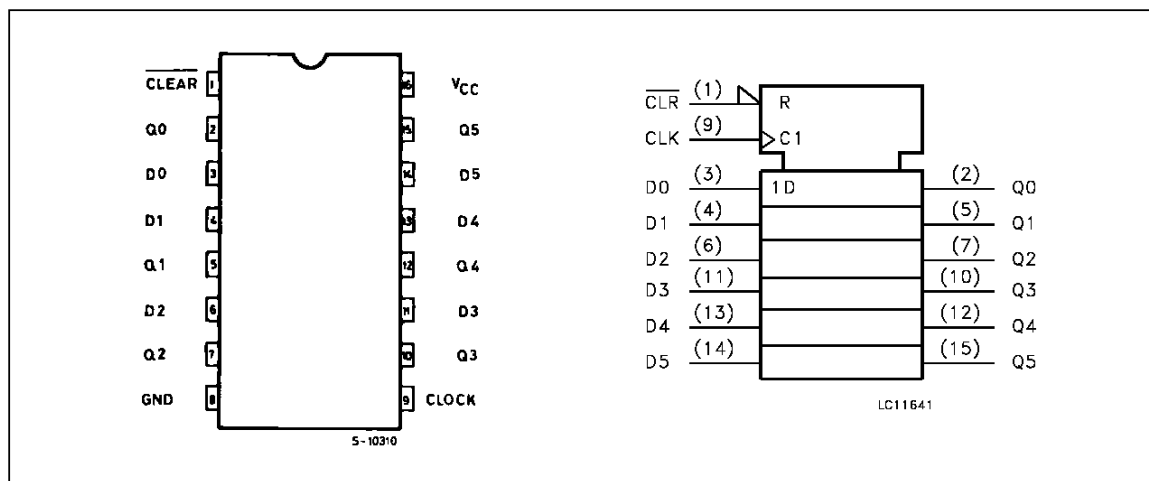 CLEAR 1 16 VCC
Q0 2 15 Q5
D0 3 14 D5
D1 4 13 D4
Q1 5 12 Q4
D2 6 11 D3
Q2 7 10 Q3
GND 8 9 CLOCK
S-10310
CLR (1) R
CLK (9) C1
D0 (3) 1D (2) Q0
D1 (4) (5) Q1
D2 (6) (7) Q2
D3 (11) (10) Q3
D4 (13) (12) Q4
D5 (14) (15) Q5
LC11641